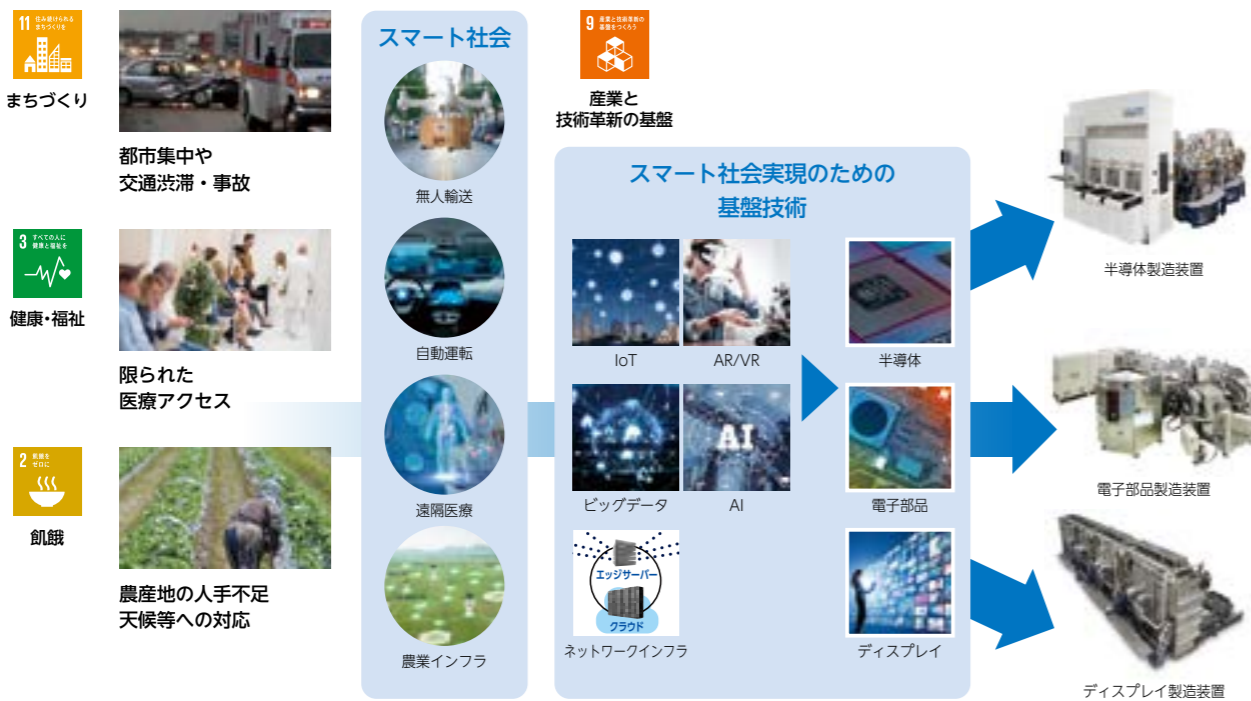 11 住み続けられる
まちづくりを
まちづくり
都市集中や
交通渋滞・事故
3 すべての人に
健康と福祉を
健康・福祉
限られた
医療アクセス
2 飢餓を
ゼロに
飢餓
農産地の人手不足
天候等への対応
スマート社会
無人輸送
自動運転
遠隔医療
農業インフラ
9 産業と技術革新の
基盤をつくろう
産業と
技術革新の基盤
スマート社会実現のための
基盤技術
IoT
AR/VR
ビッグデータ
AI
AI
エッジサーバー
クラウド
ネットワークインフラ
半導体
電子部品
ディスプレイ
半導体製造装置
電子部品製造装置
ディスプレイ製造装置